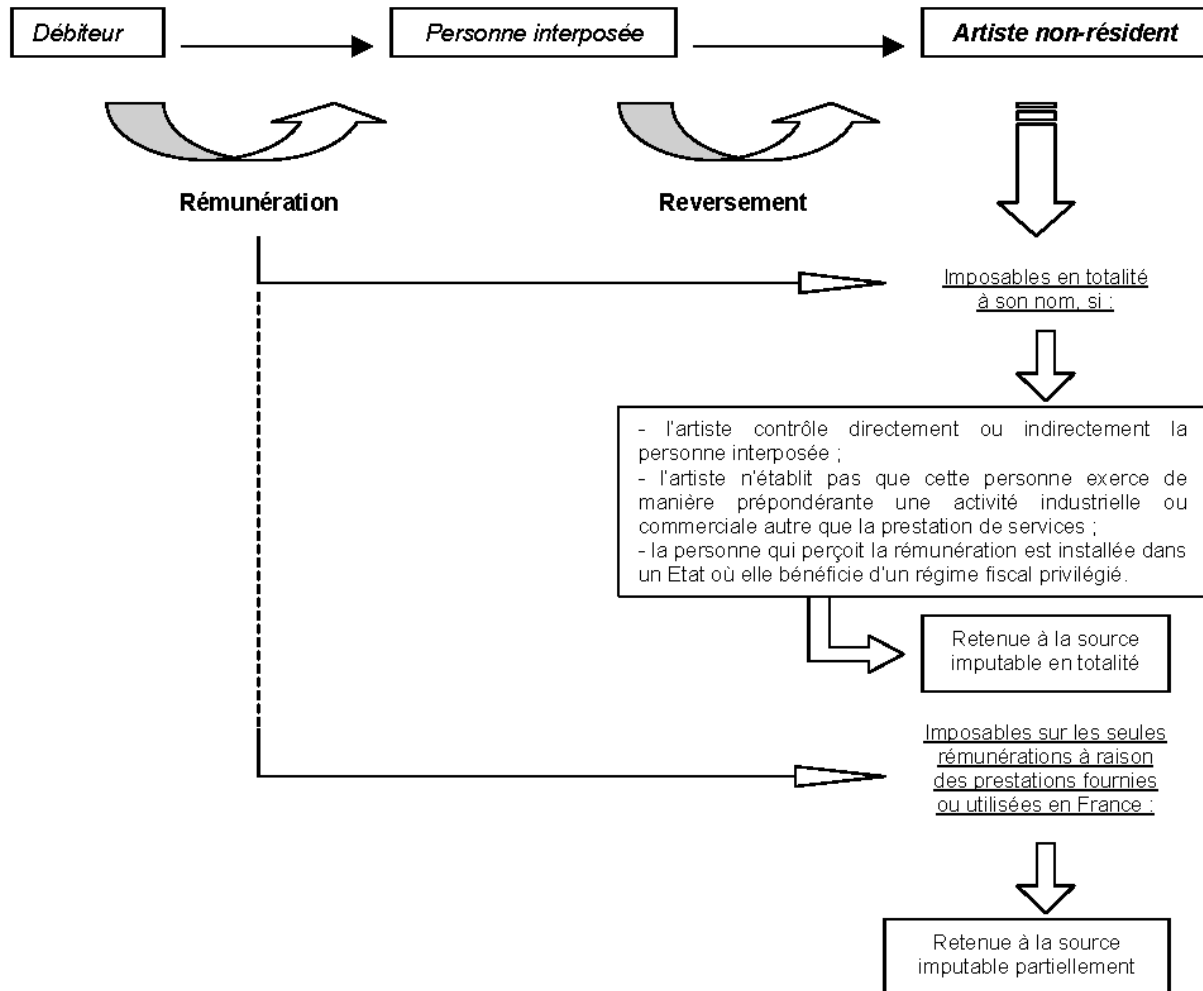 Débiteur
Personne interposée
Artiste non-résident
Rémunération
Reversement
Imposables en totalité
à son nom, si :
- l'artiste contrôle directement ou indirectement la
personne interposée ;
- l'artiste n'établit pas que cette personne exerce de
manière prépondérante une activité industrielle ou
commerciale autre que la prestation de services ;
- la personne qui perçoit la rémunération est installée dans
un Etat où elle bénéficie d'un régime fiscal privilégié.
Retenue à la source
imputable en totalité
Imposables sur les seules
rémunérations à raison
des prestations fournies
ou utilisées en France :
Retenue à la source
imputable partiellement